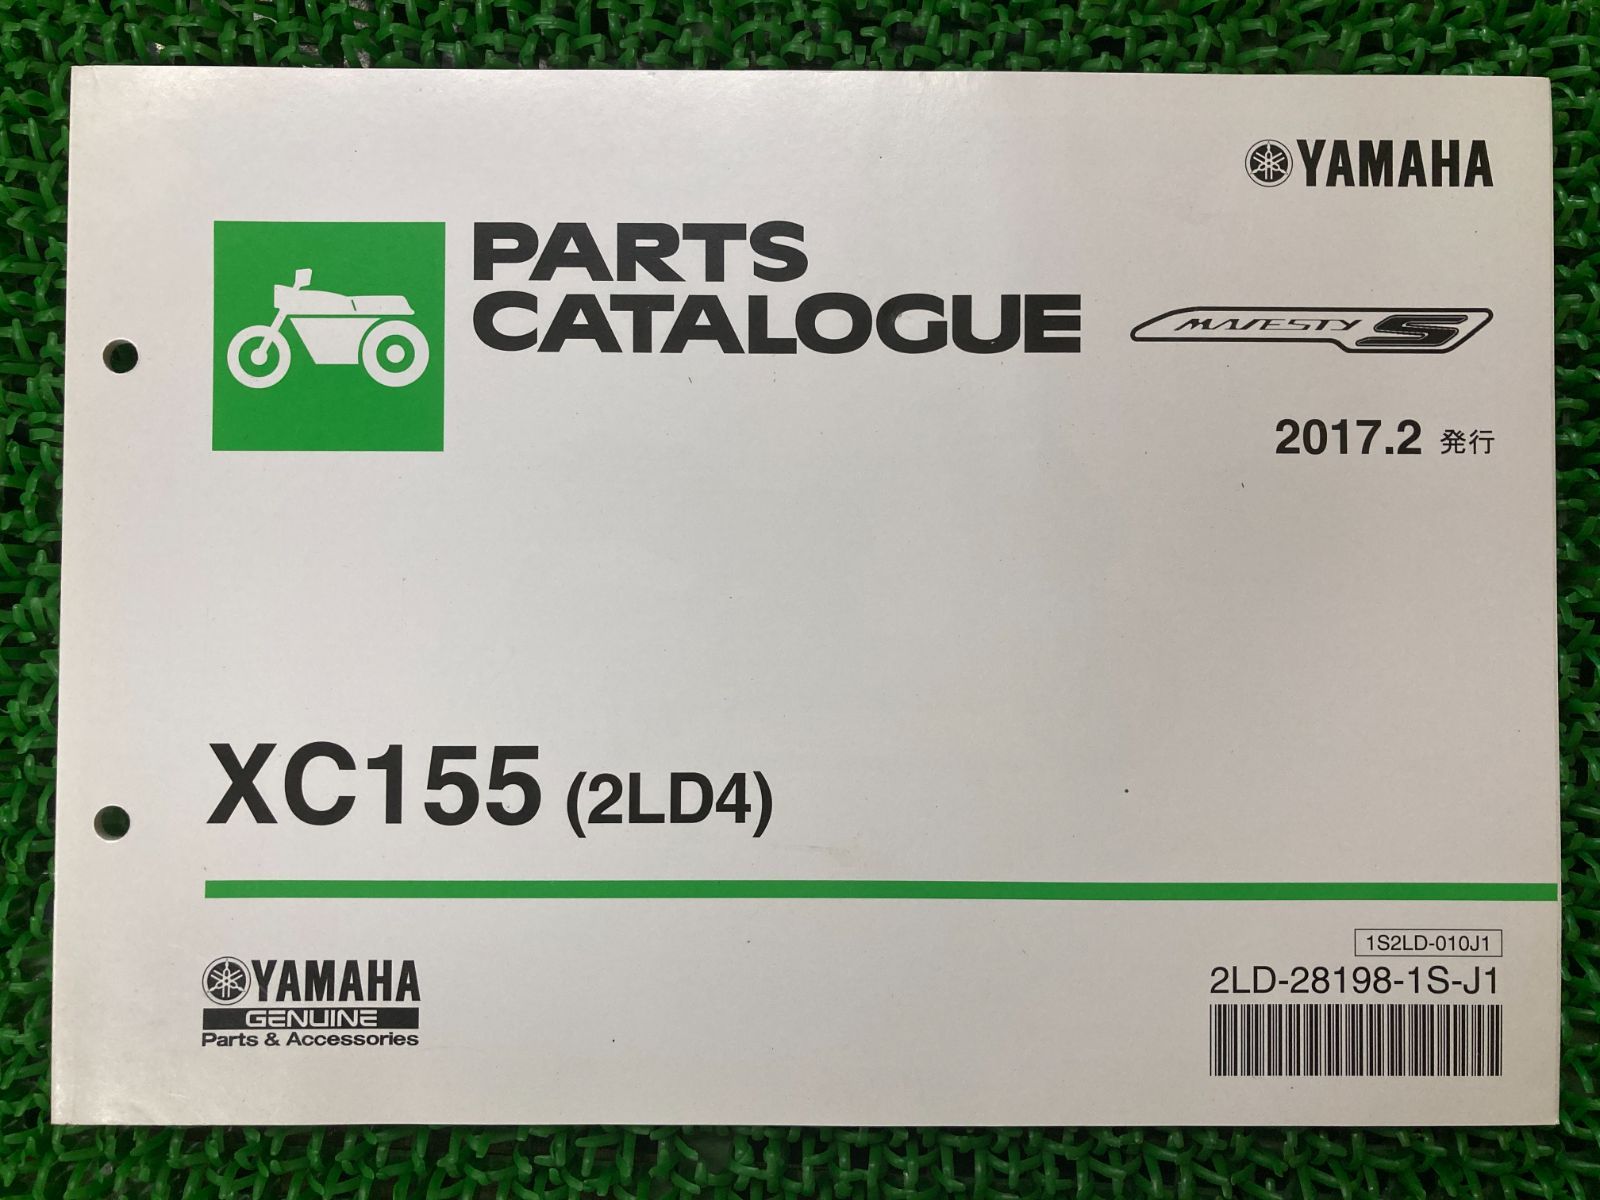 YAMAHA
PARTS
CATALOGUE
MAJESTY S
2017.2 発行
XC155 (2LD4)
1S2LD-010J1
2LD-28198-1S-J1
YAMAHA
GENUINE
Parts & Accessories